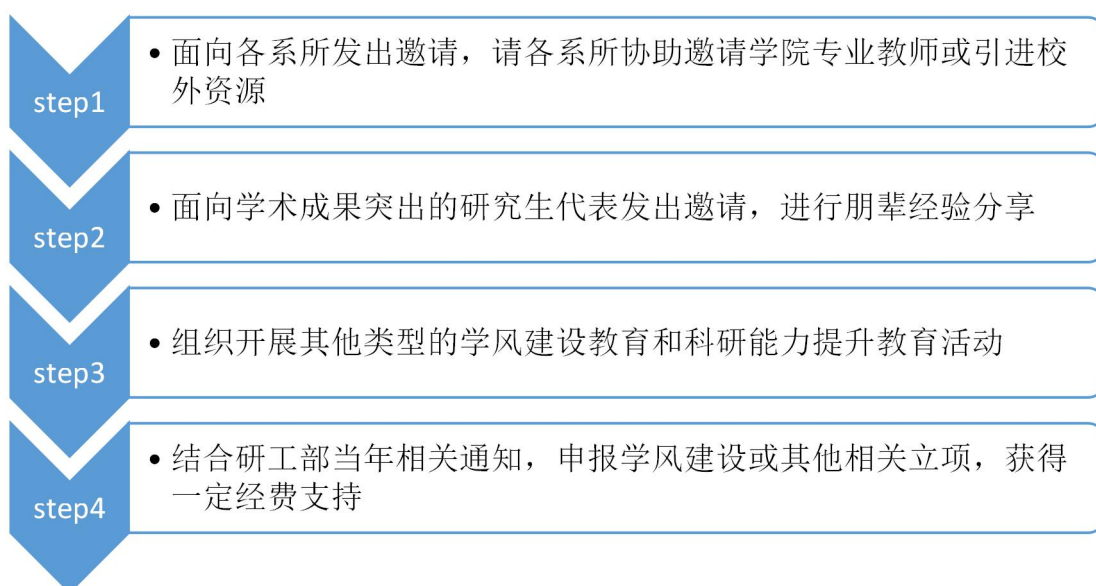 step1
• 面向各系所发出邀请，请各系所协助邀请学院专业教师或引进校
外资源
step2
• 面向学术成果突出的研究生代表发出邀请，进行朋辈经验分享
step3
• 组织开展其他类型的学风建设教育和科研能力提升教育活动
step4
• 结合研工部当年相关通知，申报学风建设或其他相关立项，获得
一定经费支持